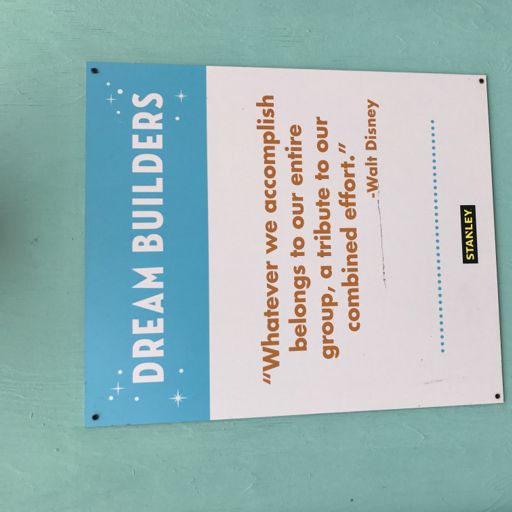 DREAM BUILDERS
“Whatever we accomplish
belongs to our entire
group, a tribute to our
combined effort.”
-Walt Disney
STANLEY